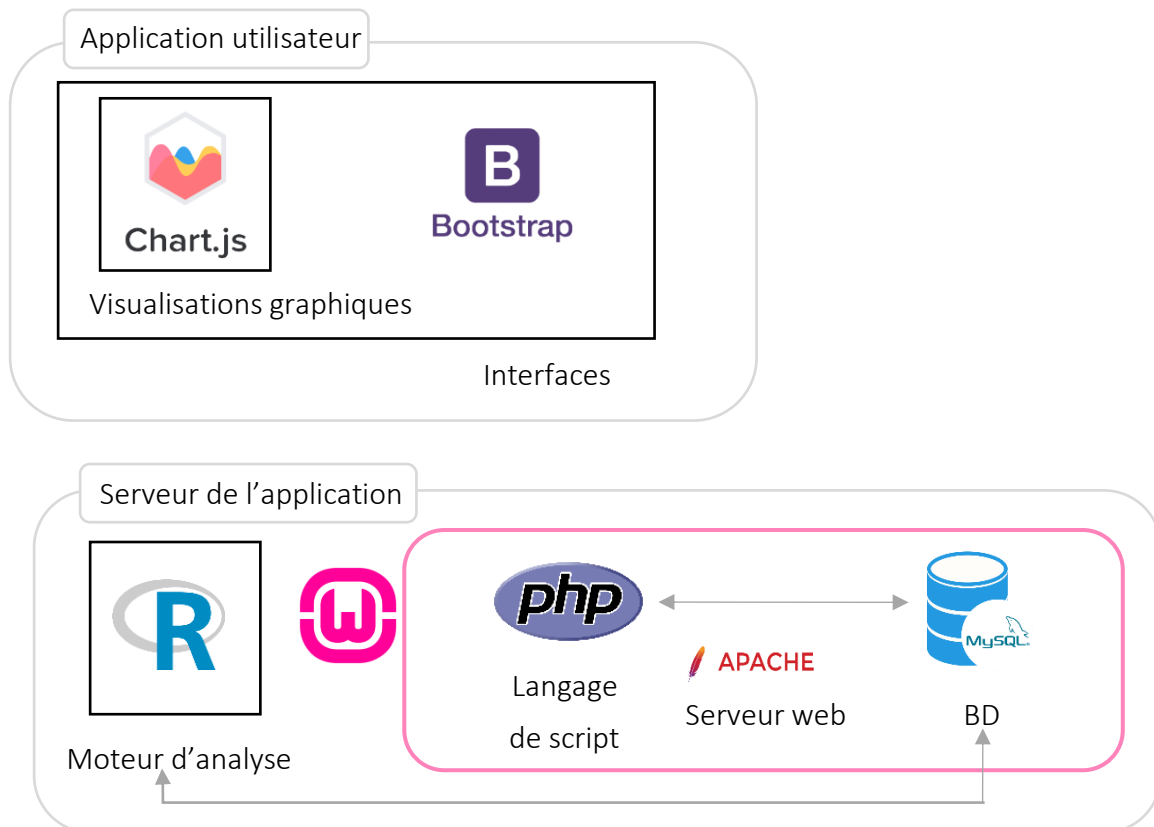 Application utilisateur
Chart.js
B
Bootstrap
Visualisations graphiques
Interfaces
Serveur de l’application
R
W
php
MySQL
APACHE
Langage
de script
Serveur web
BD
Moteur d’analyse